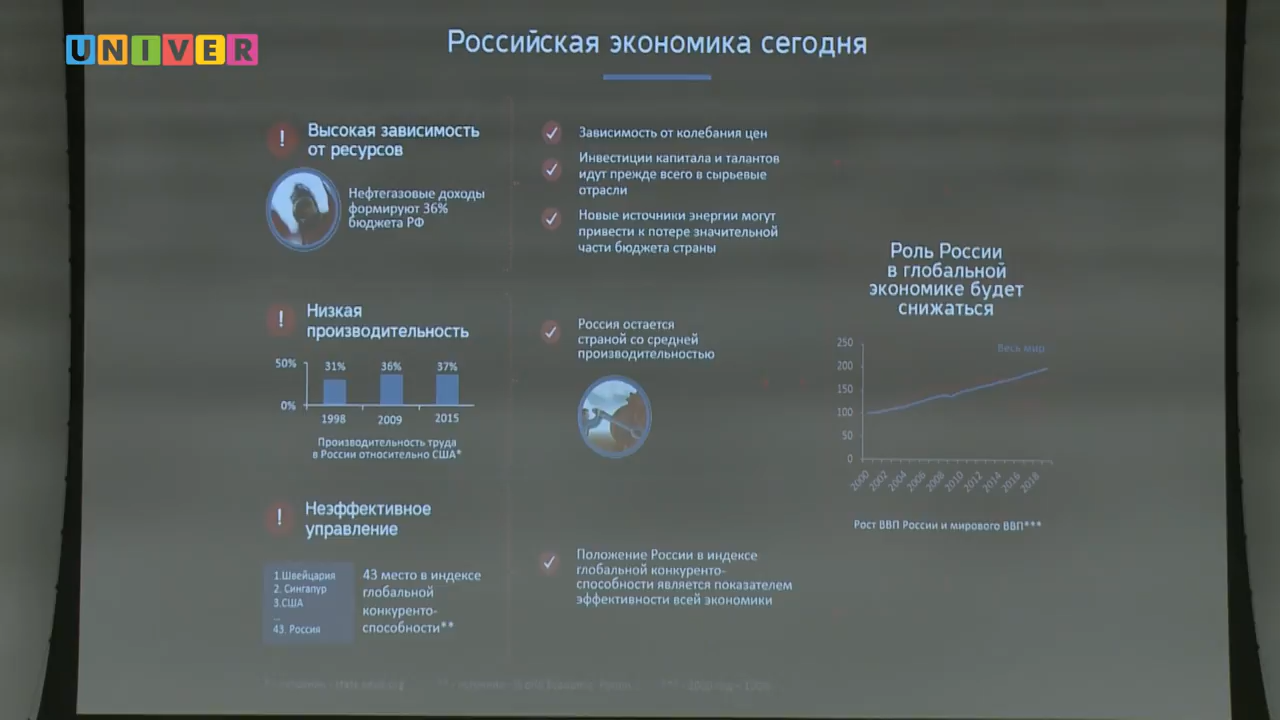 UNIVER
Российская экономика сегодня
!
Высокая зависимость
от ресурсов
Нефтегазовые доходы
формируют 36%
бюджета РФ
Зависимость от колебания цен
Инвестиции капитала и талантов
идут прежде всего в сырьевые
отрасли
Новые источники энергии могут
привести к потере значительной
части бюджета страны
!
Низкая
производительность
50%
31%
36%
37%
0%
1998
2009
2015
Производительность труда
в России относительно США*
Россия остается
страной со средней
производительностью
!
Неэффективное
управление
1.Швейцария
2. Сингапур
3.США
...
43. Россия
43 место в индексе
глобальной
конкуренто-
способности**
Положение России в индексе
глобальной конкуренто-
способности является показателем
эффективности всей экономики
Роль России
в глобальной
экономике будет
снижаться
250
200
150
100
50
0
Весь мир
2000
2002
2004
2006
2008
2010
2012
2014
2016
2018
Рост ВВП России и мирового ВВП***